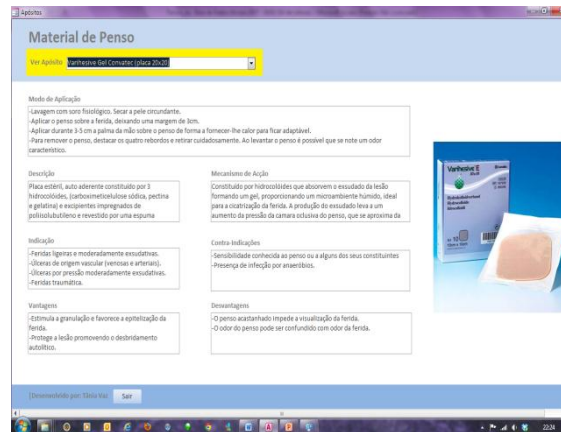 Apósitos
Material de Penso
Ver Apósito Varihesive Gel Convatec (placa 20x20)
Modo de Aplicação
-Lavagem com soro fisiológico. Secar a pele circundante.
-Aplicar o penso sobre a ferida, deixando uma margem de 3cm.
-Aplicar durante 3-5 cm a palma da mão sobre o penso de forma a fornecer-lhe calor para ficar adaptável.
-Para remover o penso, destacar os quatro rebordos e retirar cuidadosamente. Ao levantar o penso é possível que se note um odor
característico.
Descrição
Placa estéril, auto aderente constituído por 3
hidrocolóides, (carboximeticelulose sódica, pectina
e gelatina) e excipientes impregnados de
poliisolubutileno e revestido por uma espuma
Mecanismo de Acção
Constituído por hidrocolóides que absorvem o exsudado da lesão
formando um gel, proporcionando um microambiente húmido, ideal
para a cicatrização da ferida. A produção do exsudado leva a um
aumento da pressão da camara oclusiva do penso, que se aproxima da
Indicação
-Feridas ligeiras e moderadamente exsudativas.
-Úlceras de origem vascular (venosas e arteriais).
-Úlceras por pressão moderadamente exsudativas.
-Feridas traumática.
Contra-Indicações
-Sensibilidade conhecida ao penso ou a alguns dos seus constituintes
-Presença de infecção por anaeróbios.
Vantagens
-Estimula a granulação e favorece a epitelização da
ferida.
-Protege a lesão promovendo o desbridamento
autolítico.
Desvantagens
-O penso acastanhado impede a visualização da ferida.
-O odor do penso pode ser confundido com odor da ferida.
Varihesive E
10
[Desenvolvido por: Tânia Vaz
Sair
22:24